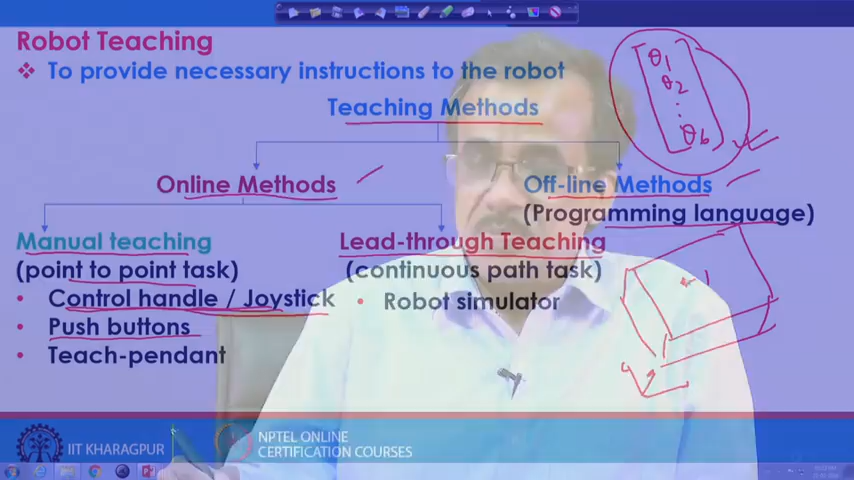 Robot Teaching
❖ To provide necessary instructions to the robot
Teaching Methods
Online Methods
Off-line Methods
(Programming language)
Manual teaching
(point to point task)
• Control handle / Joystick
• Push buttons
• Teach-pendant
Lead-through Teaching
(continuous path task)
• Robot simulator
θ1
θ2
⋮
θ6
IIT KHARAGPUR
NPTEL ONLINE
CERTIFICATION COURSES